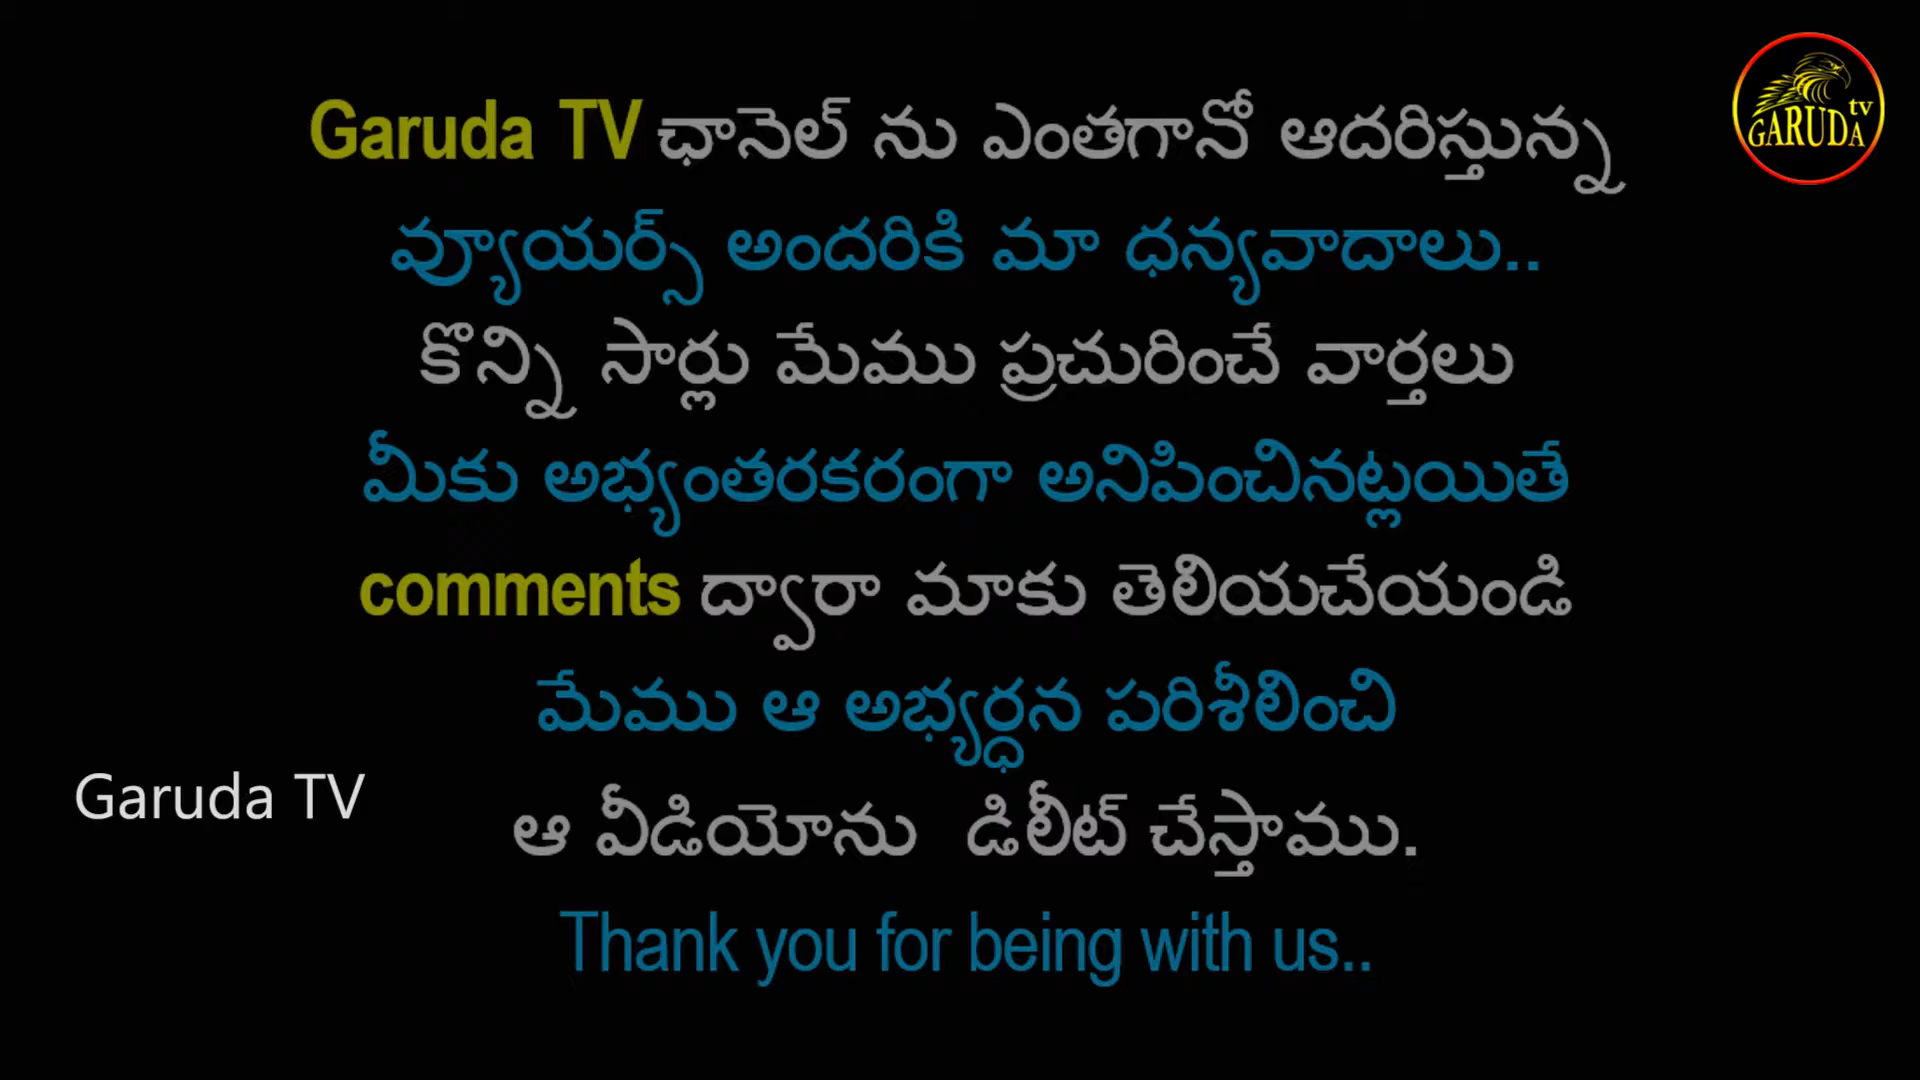 Garuda TV ఛానెల్ ను ఎంతగానో ఆదరిస్తున్న
వ్యూయర్స్ అందరికి మా ధన్యవాదాలు..
కొన్ని సార్లు మేము ప్రచురించే వార్తలు
మీకు అభ్యంతరకరంగా అనిపించినట్లయితే
comments ద్వారా మాకు తెలియచేయండి
మేము ఆ అభ్యర్ధన పరిశీలించి
ఆ వీడియోను డిలీట్ చేస్తాము.
Thank you for being with us..
Garuda TV
GARUDA tv